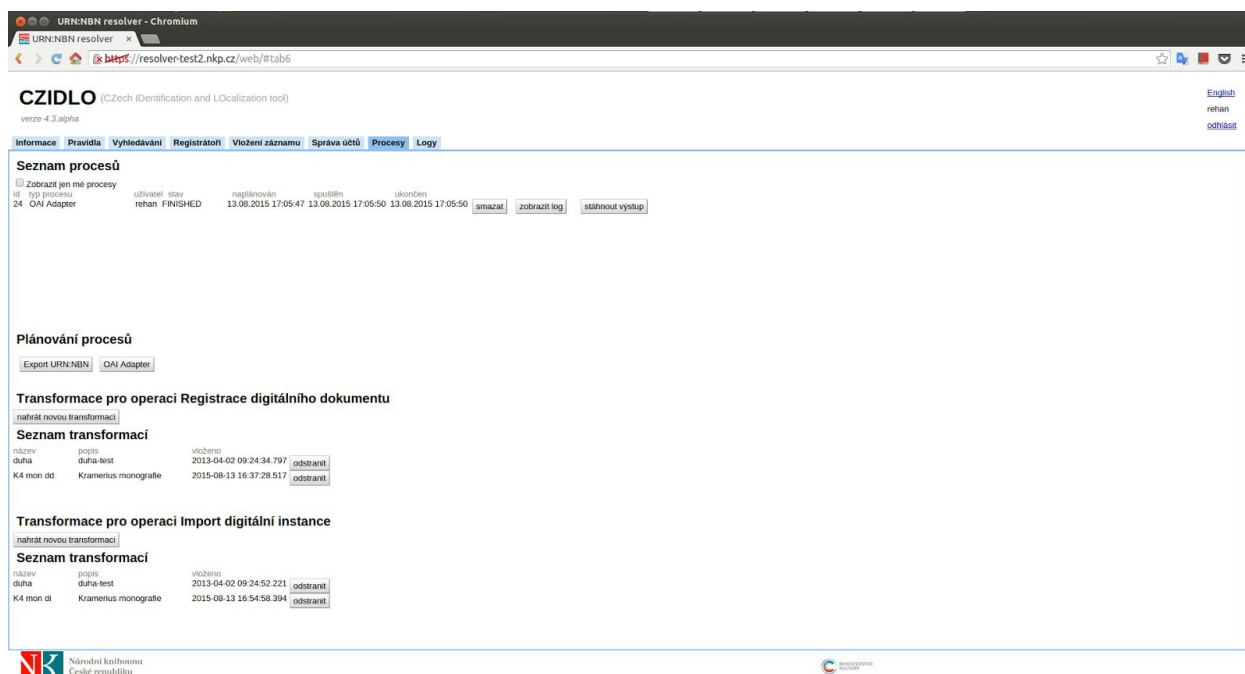 URN:NBN resolver - Chromium
URN:NBN resolver ×
https://resolver-test2.nkp.cz/web/#tab6
CZIDLO (CZech IDentification and LOcalization tool)
English
verze 4.3.alpha
rehan
odhlásit
Informace Pravidla Vyhledávání Registrátoři Vložení záznamu Správa účtů Procesy Logy
Seznam procesů
Zobrazit jen mé procesy
id typ procesu uživatel stav naplánován spuštěn ukončen
24 OAI Adapter rehan FINISHED 13.08.2015 17:05:47 13.08.2015 17:05:50 13.08.2015 17:05:50 smazat zobrazit log stáhnout výstup
Plánování procesů
Export URN:NBN OAI Adapter
Transformace pro operaci Registrace digitálního dokumentu
nahrát novou transformaci
Seznam transformací
název popis vloženo
duha duha-test 2013-04-02 09:24:34.797 odstranit
K4 mon dd Kramerius monografie 2015-08-13 16:37:28.517 odstranit
Transformace pro operaci Import digitální instance
nahrát novou transformaci
Seznam transformací
název popis vloženo
duha duha-test 2013-04-02 09:24:52.221 odstranit
K4 mon di Kramerius monografie 2015-08-13 16:54:58.394 odstranit
NK Národní knihovna
České republiky
MINISTERSTVO
KULTURY